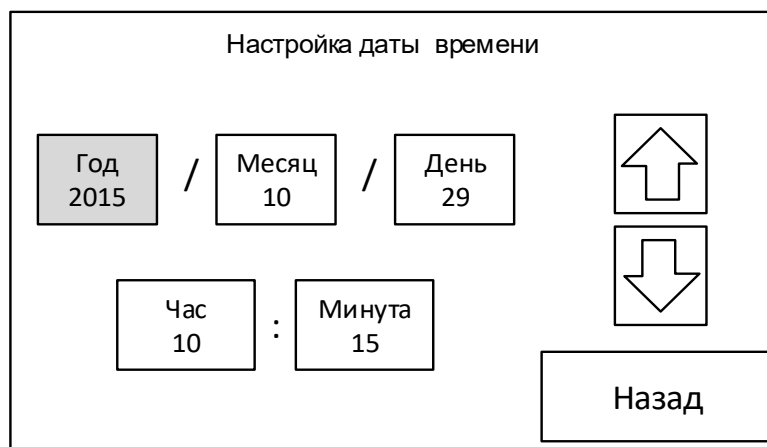 Настройка даты времени
Год / Месяц / День
2015 10 29
Час : Минута
10 15
Назад